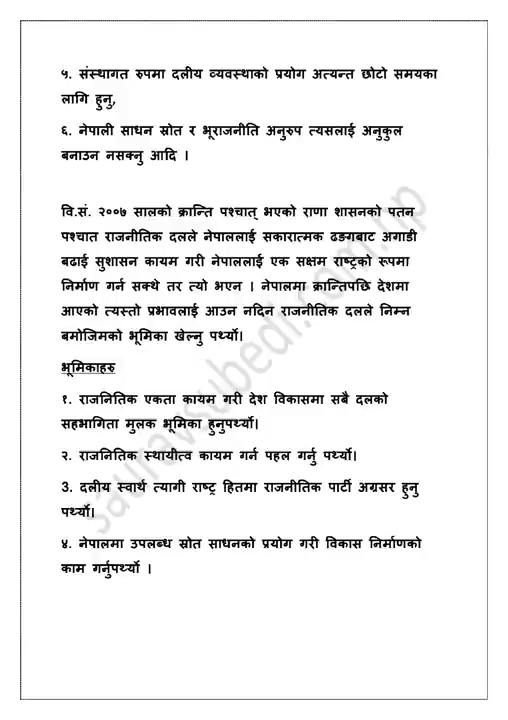 ५. संस्थागत रुपमा दलीय व्यवस्थाको प्रयोग अत्यन्त छोटो समयका
लागि हुनु,
६. नेपाली साधन स्रोत र भूराजनीति अनुरुप त्यसलाई अनुकुल
बनाउन नसक्नु आदि ।
वि.सं. २००७ सालको क्रान्ति पश्चात् भएको राणा शासनको पतन
पश्चात राजनीतिक दलले नेपाललाई सकारात्मक ढङगबाट अगाडी
बढाई सुशासन कायम गरी नेपाललाई एक सक्षम राष्ट्रको रूपमा
निर्माण गर्न सक्थे तर त्यो भएन । नेपालमा क्रान्तिपछि देशमा
आएको त्यस्तो प्रभावलाई आउन नदिन राजनीतिक दलले निम्न
बमोजिमको भूमिका खेल्नु पर्थ्यो।
भूमिकाहरु
१. राजनितिक एकता कायम गरी देश विकासमा सबै दलको
सहभागिता मुलक भूमिका हुनुपर्थ्यो।
२. राजनितिक स्थायीत्व कायम गर्न पहल गर्नु पर्थ्यो।
3. दलीय स्वार्थ त्यागी राष्ट्र हितमा राजनीतिक पार्टी अग्रसर हुनु
पर्थ्यो।
४. नेपालमा उपलब्ध स्रोत साधनको प्रयोग गरी विकास निर्माणको
काम गर्नुपर्थ्यो ।
sauravsubedi.com.np